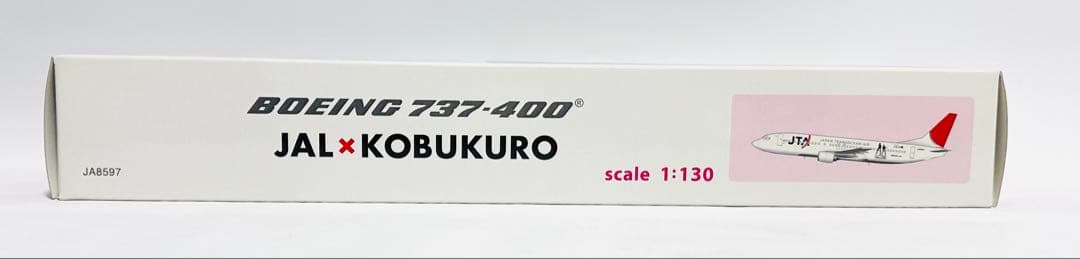 BOEING 737-400®
JAL×KOBUKURO
scale 1:130
JA8597
JTA